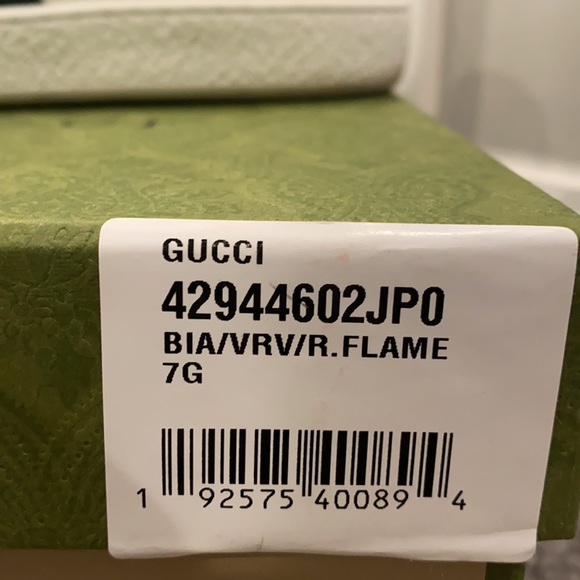 GUCCI
42944602JP0
BIA/VRV/R.FLAME
7G
1 92575 40089 4